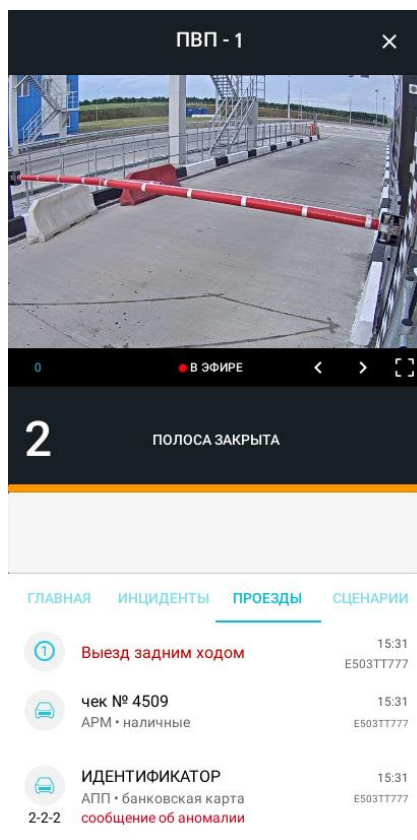 ПВП - 1 ×
0 В ЭФИРЕ
2 ПОЛОСА ЗАКРЫТА
ГЛАВНАЯ ИНЦИДЕНТЫ ПРОЕЗДЫ СЦЕНАРИИ
1 Выезд задним ходом 15:31
E503TT777
чек № 4509 15:31
АРМ • наличные E503TT777
ИДЕНТИФИКАТОР 15:31
АПП • банковская карта E503TT777
2-2-2 сообщение об аномалии